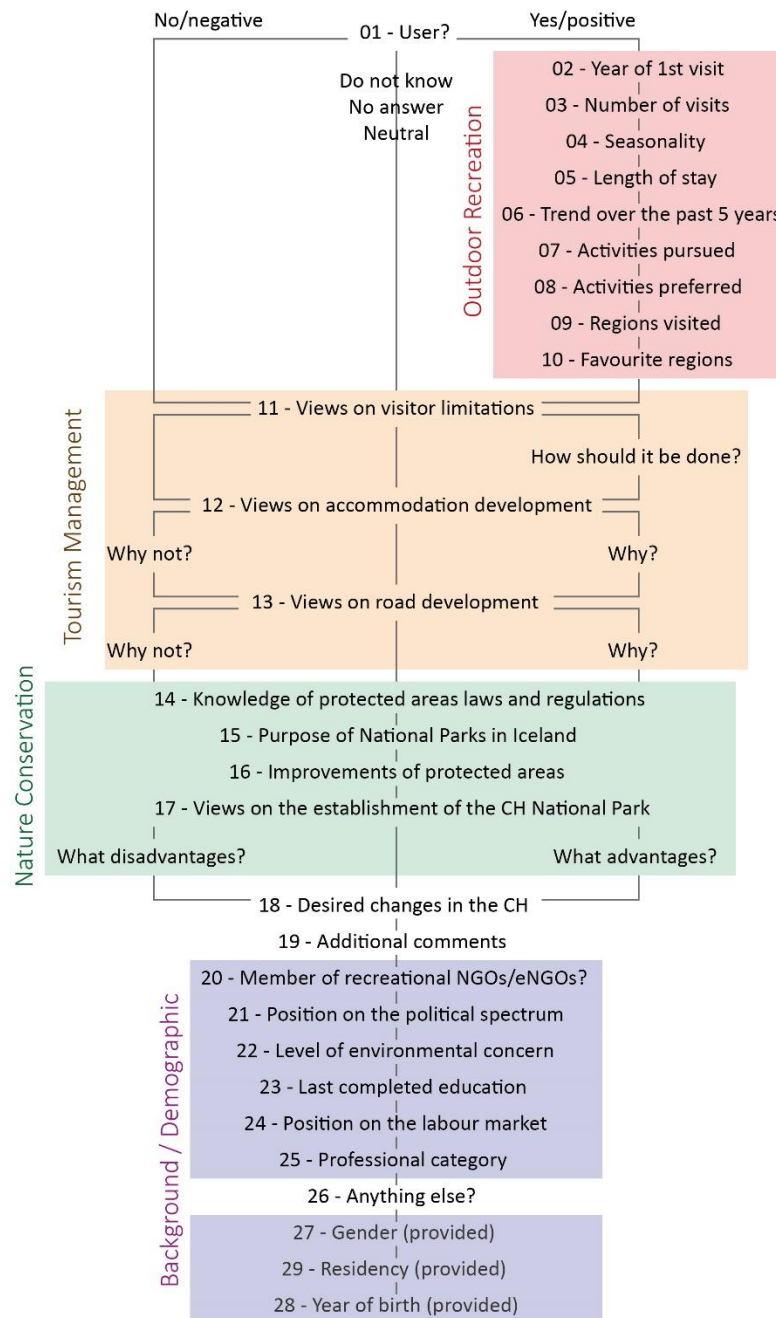 No/negative
01 - User?
Yes/positive
Do not know
No answer
Neutral
Outdoor Recreation
02 - Year of 1st visit
03 - Number of visits
04 - Seasonality
05 - Length of stay
06 - Trend over the past 5 years
07 - Activities pursued
08 - Activities preferred
09 - Regions visited
10 - Favourite regions
Tourism Management
11 - Views on visitor limitations
How should it be done?
12 - Views on accommodation development
Why not?
Why?
13 - Views on road development
Why not?
Why?
Nature Conservation
14 - Knowledge of protected areas laws and regulations
15 - Purpose of National Parks in Iceland
16 - Improvements of protected areas
17 - Views on the establishment of the CH National Park
What disadvantages?
What advantages?
18 - Desired changes in the CH
19 - Additional comments
Background / Demographic
20 - Member of recreational NGOs/eNGOs?
21 - Position on the political spectrum
22 - Level of environmental concern
23 - Last completed education
24 - Position on the labour market
25 - Professional category
26 - Anything else?
27 - Gender (provided)
29 - Residency (provided)
28 - Year of birth (provided)